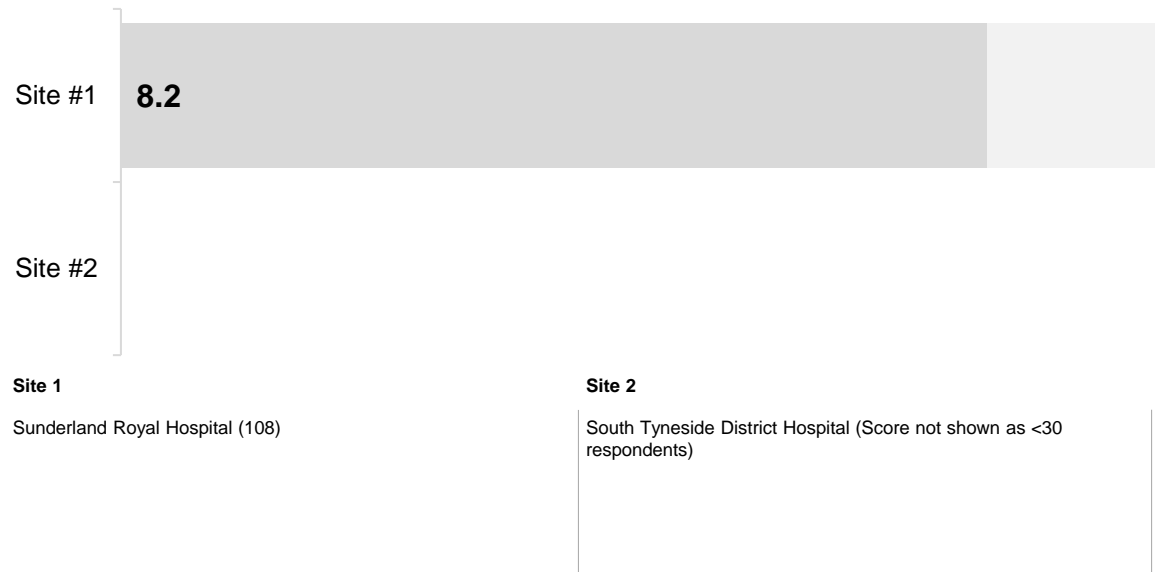 Site #1
8.2
Site #2
Site 1
Site 2
Sunderland Royal Hospital (108)
South Tyneside District Hospital (Score not shown as <30
respondents)